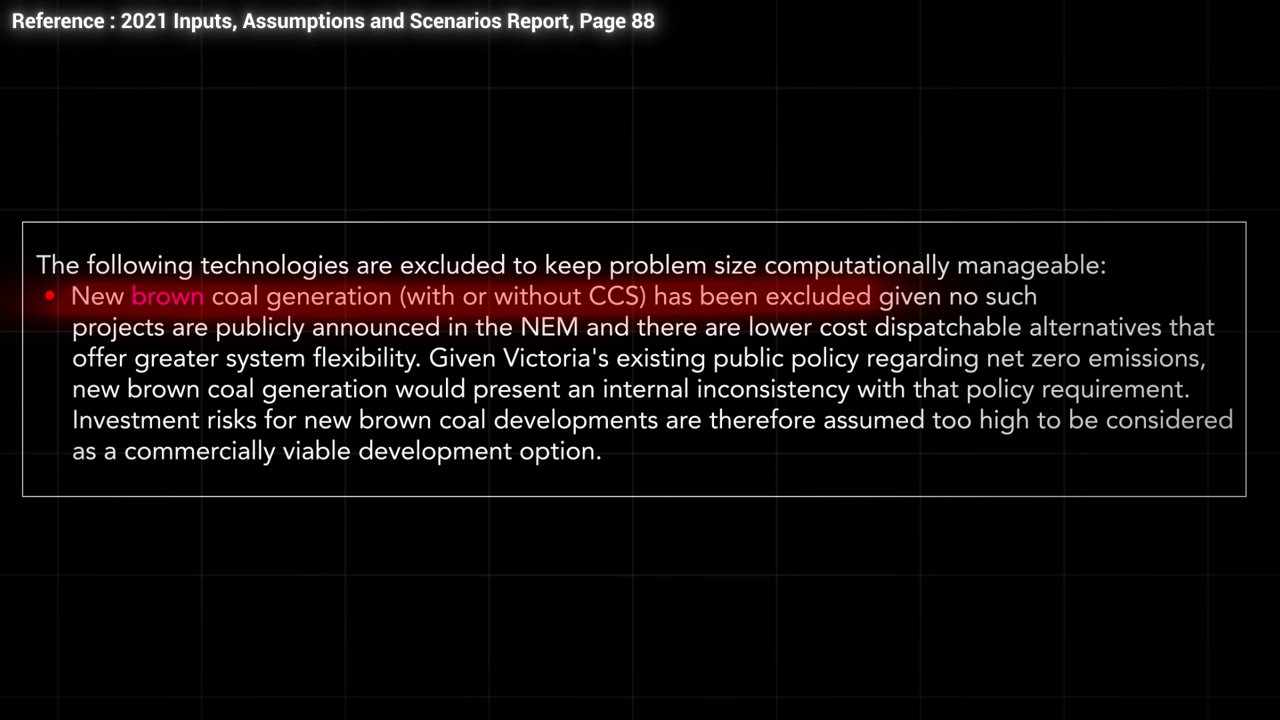 Reference : 2021 Inputs, Assumptions and Scenarios Report, Page 88
The following technologies are excluded to keep problem size computationally manageable:
• New brown coal generation (with or without CCS) has been excluded given no such
projects are publicly announced in the NEM and there are lower cost dispatchable alternatives that
offer greater system flexibility. Given Victoria's existing public policy regarding net zero emissions,
new brown coal generation would present an internal inconsistency with that policy requirement.
Investment risks for new brown coal developments are therefore assumed too high to be considered
as a commercially viable development option.